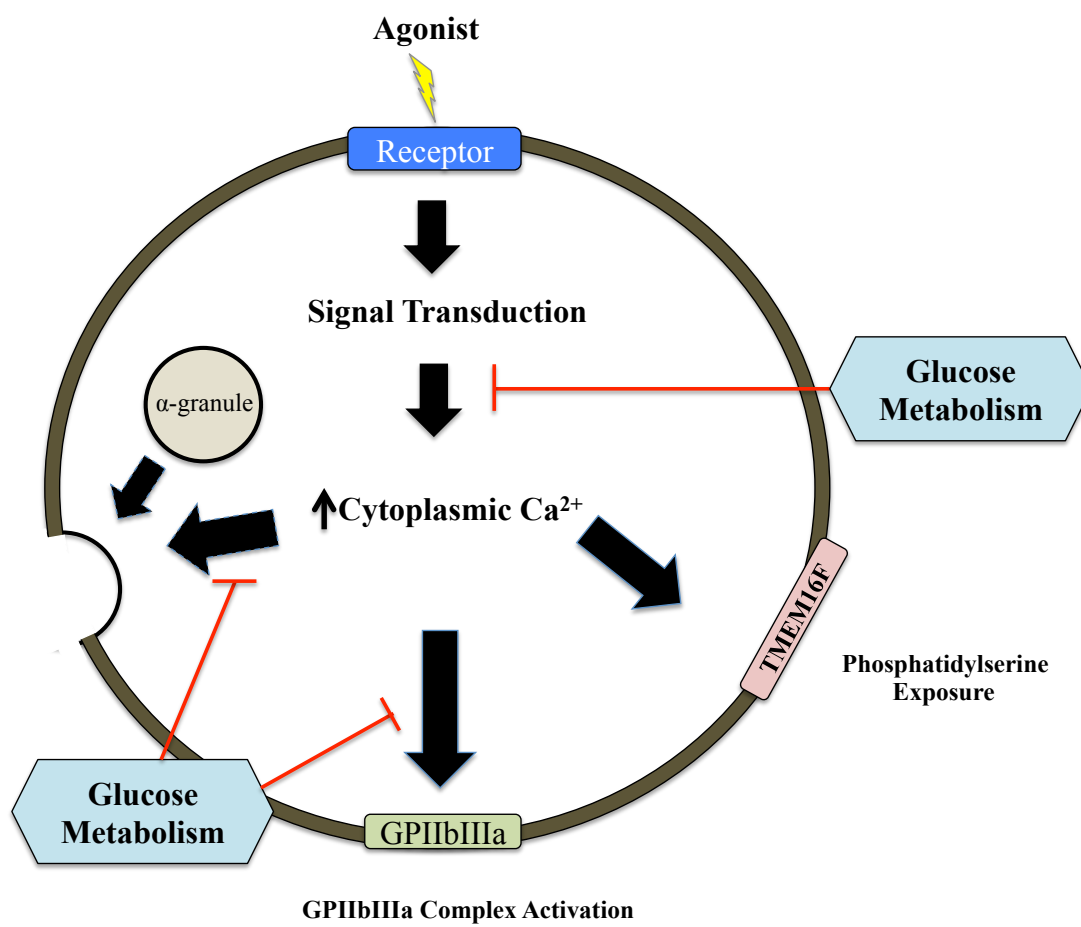 Agonist
Receptor
Signal Transduction
Glucose
Metabolism
α-granule
↑Cytoplasmic Ca²⁺
TMEM16F
Phosphatidylserine
Exposure
Glucose
Metabolism
GPIIbIIIa
GPIIbIIIa Complex Activation